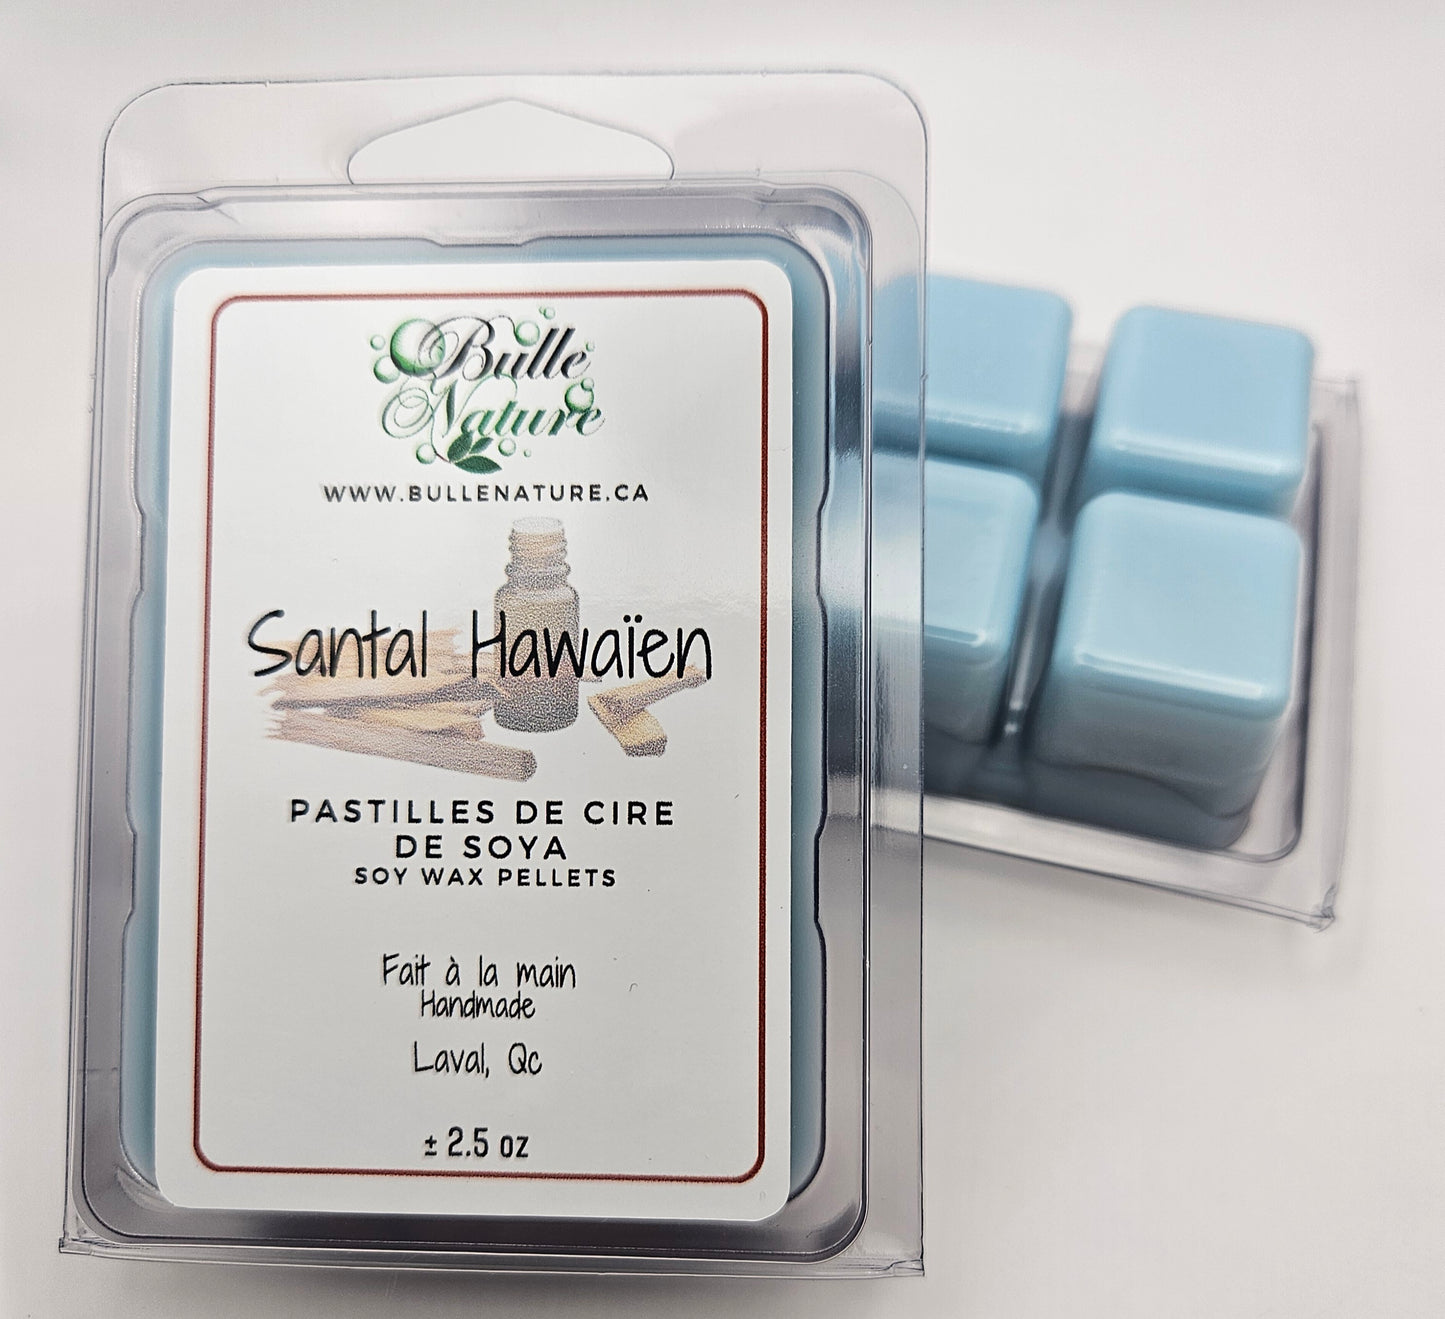 Bulle
Nature
WWW.BULLENATURE.CA
Santal Hawaïen
PASTILLES DE CIRE
DE SOYA
SOY WAX PELLETS
Fait à la main
Handmade
Laval, Qc
± 2.5 oz